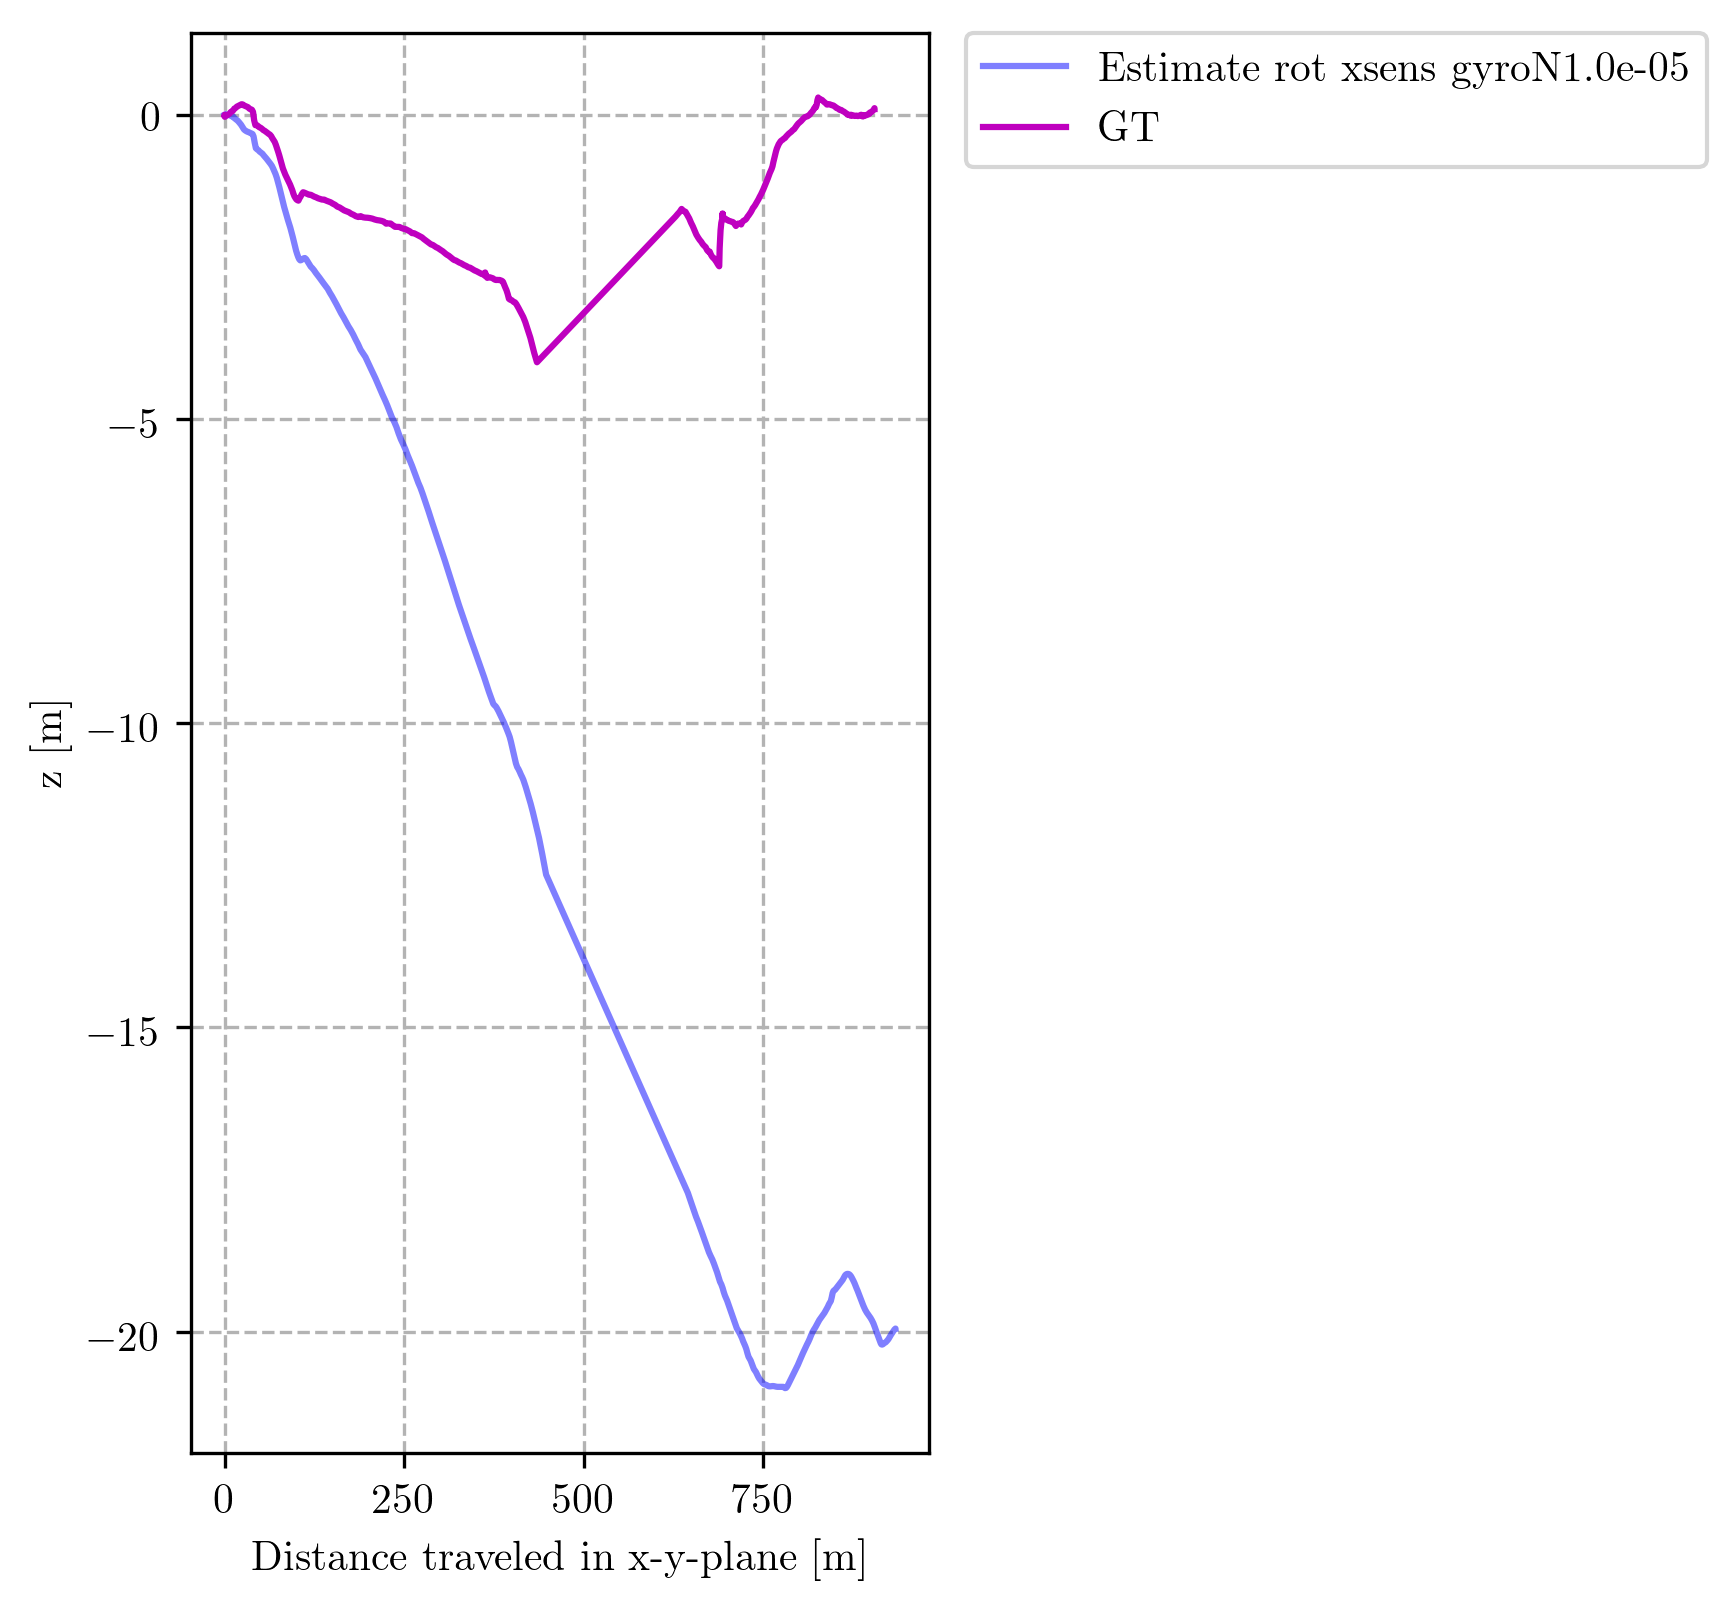 Estimate rot xsens gyroN1.0e-05
GT
0
−5
−10
−15
−20
z [m]
0 250 500 750
Distance traveled in x-y-plane [m]